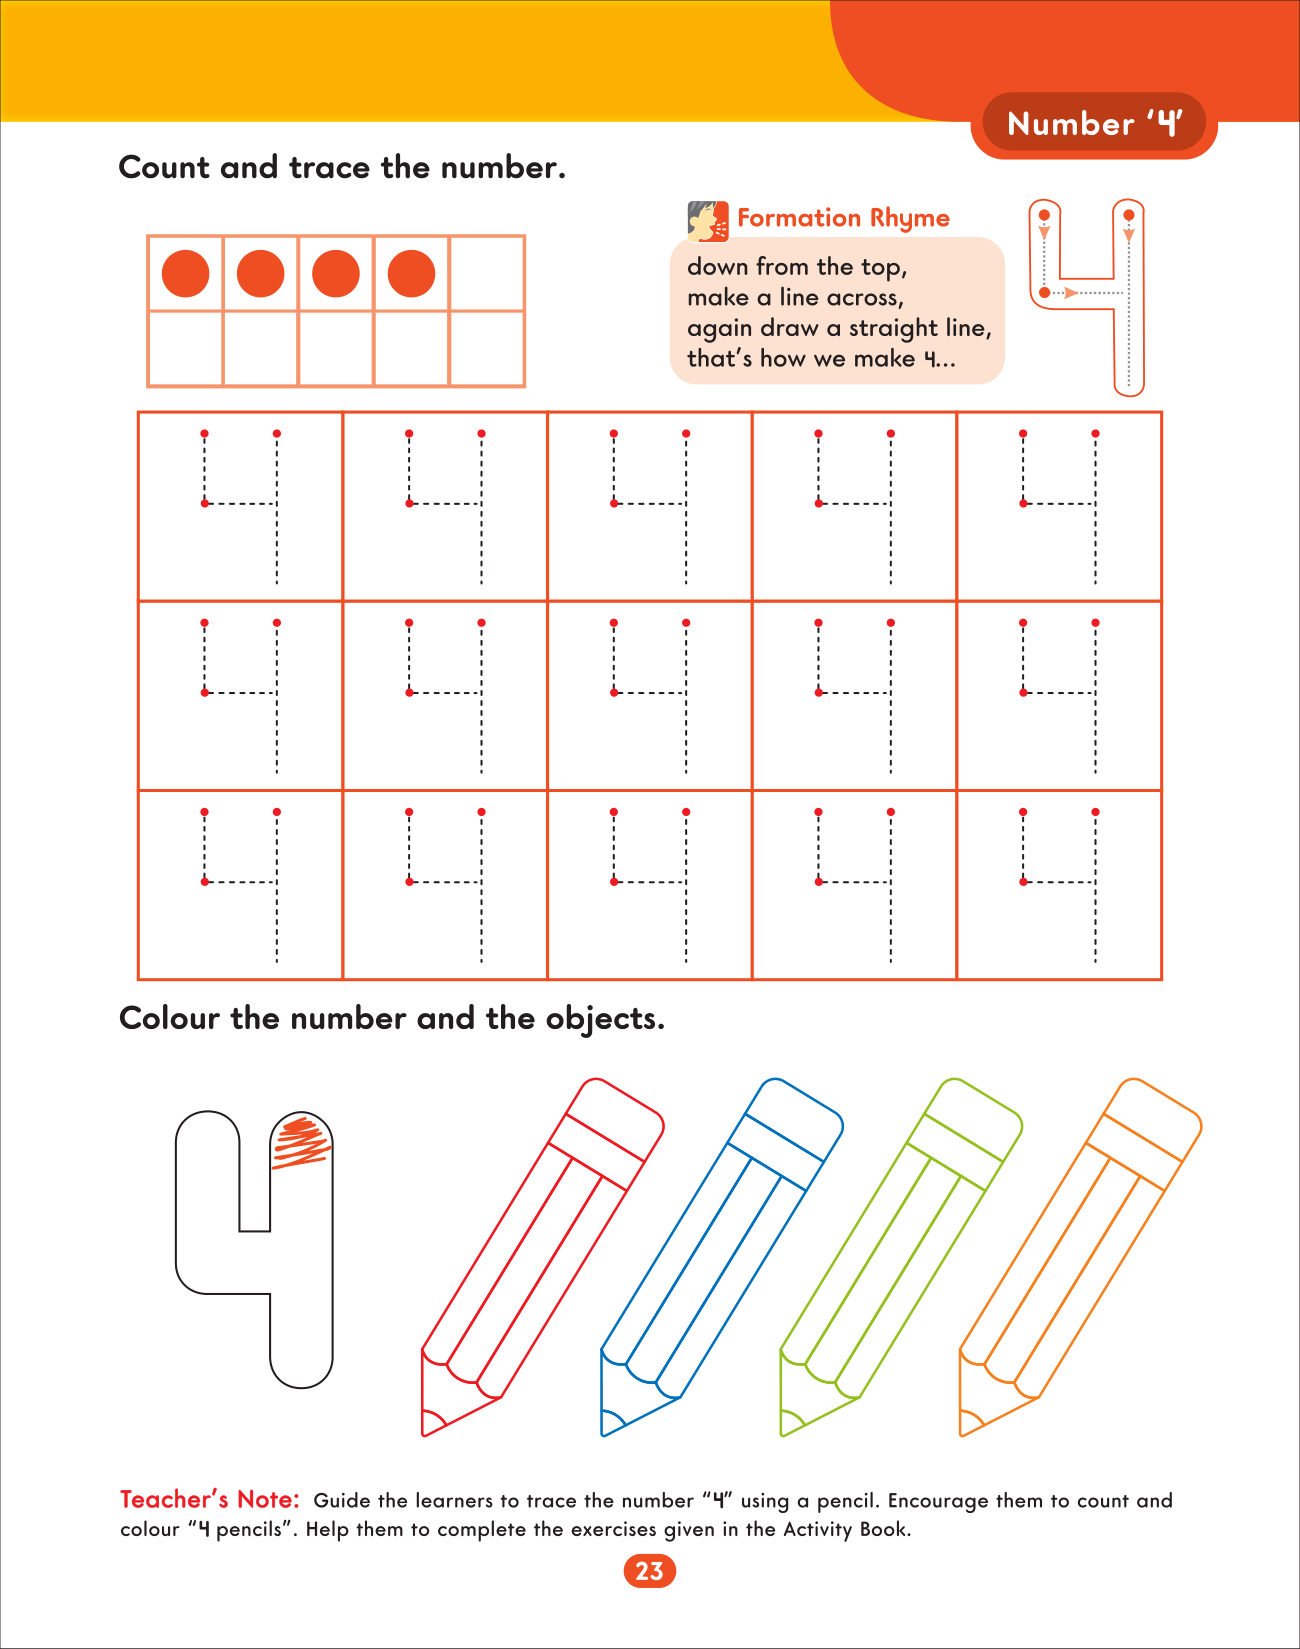 Number ‘4’
Count and trace the number.
Formation Rhyme
down from the top,
make a line across,
again draw a straight line,
that’s how we make 4...
Colour the number and the objects.
4
Teacher’s Note: Guide the learners to trace the number “4” using a pencil. Encourage them to count and
colour “4 pencils”. Help them to complete the exercises given in the Activity Book.
23